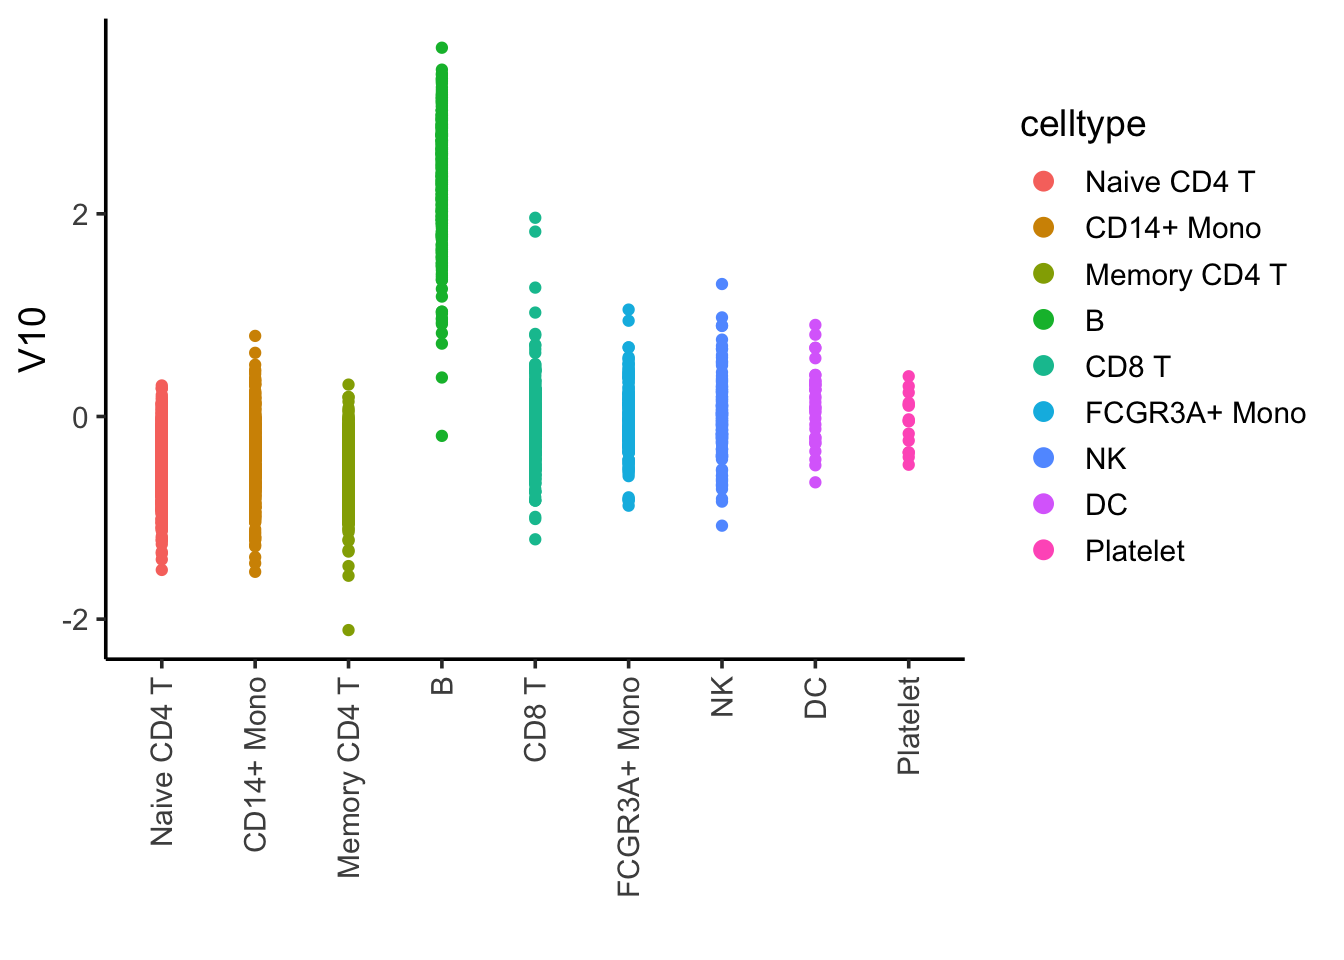 V10
2
0
-2
Naive CD4 T
CD14+ Mono
Memory CD4 T
B
CD8 T
FCGR3A+ Mono
NK
DC
Platelet
celltype
Naive CD4 T
CD14+ Mono
Memory CD4 T
B
CD8 T
FCGR3A+ Mono
NK
DC
Platelet